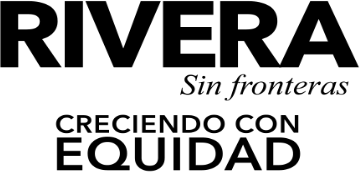 RIVERA
Sin fronteras
CRECIENDO CON
EQUIDAD